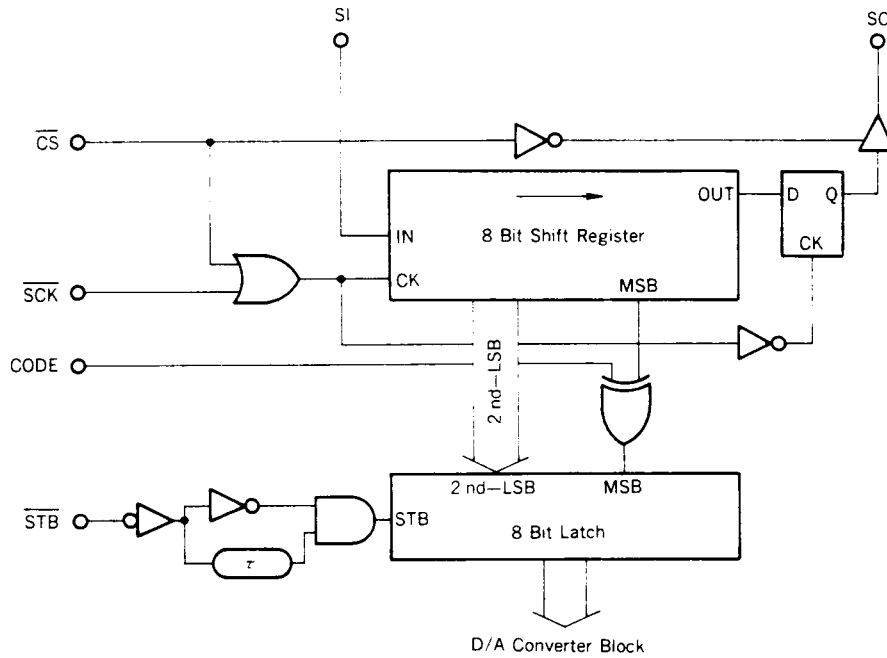 SI
SO
CS
OUT
D
Q
IN
8 Bit Shift Register
CK
CK
SCK
MSB
CODE
2 nd–LSB
2 nd–LSB
MSB
STB
STB
8 Bit Latch
τ
D/A Converter Block